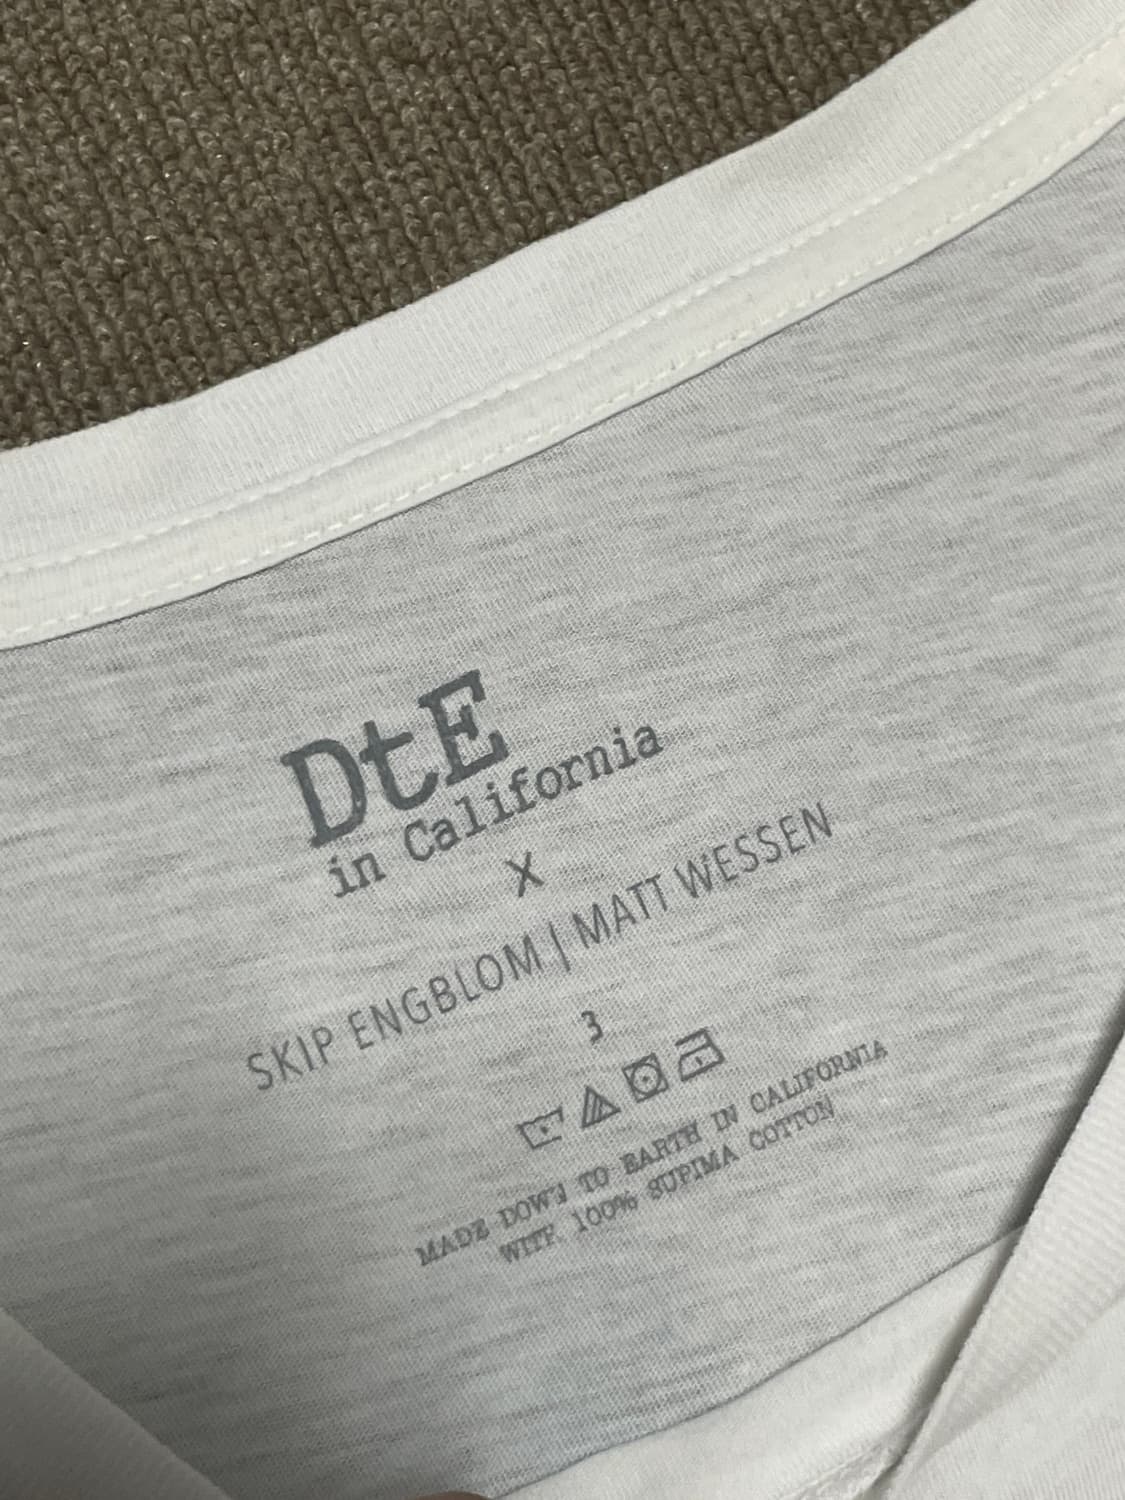 DtE
in California
X
SKIP ENGBLOM | MATT WESSEN
3
MADE DOWN TO EARTH IN CALIFORNIA
WITH 100% SUPIMA COTTON